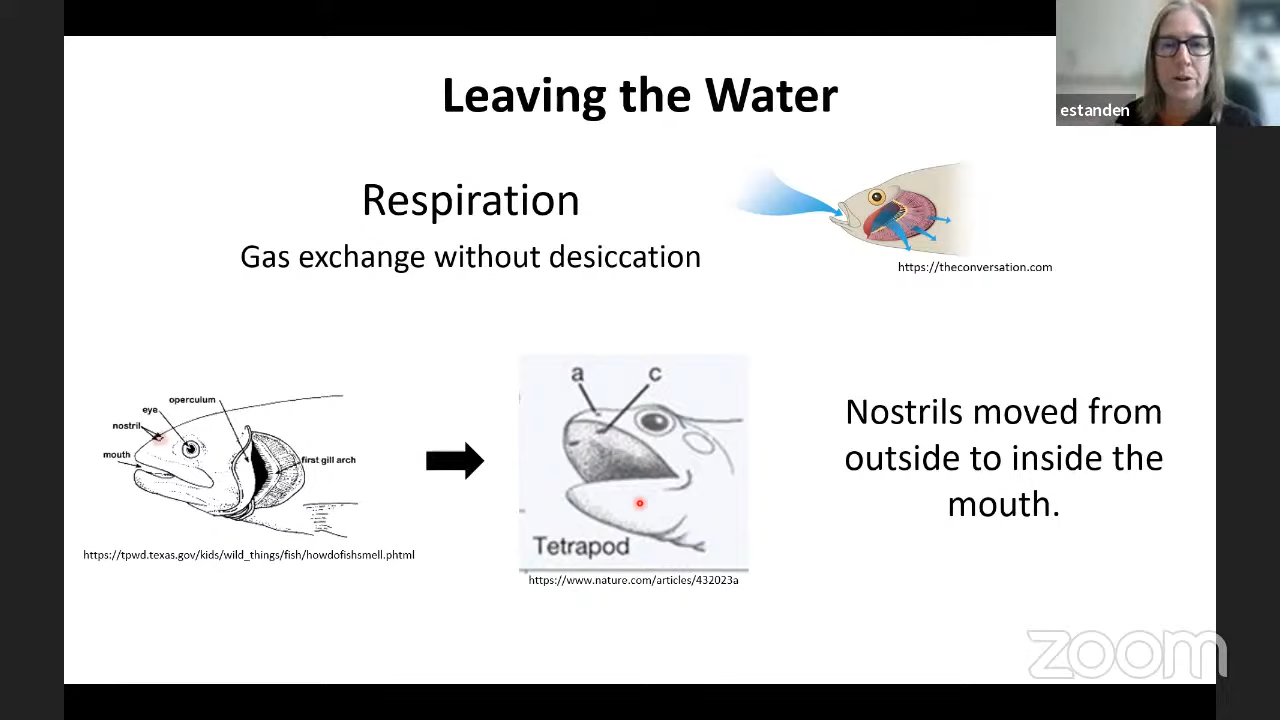 Leaving the Water
estanden
Respiration
Gas exchange without desiccation
https://theconversation.com
operculum
eye
nostril
mouth
first gill arch
https://tpwd.texas.gov/kids/wild_things/fish/howdofishsmell.phtml
a c
Tetrapod
https://www.nature.com/articles/432023a
Nostrils moved from
outside to inside the
mouth.
zoom